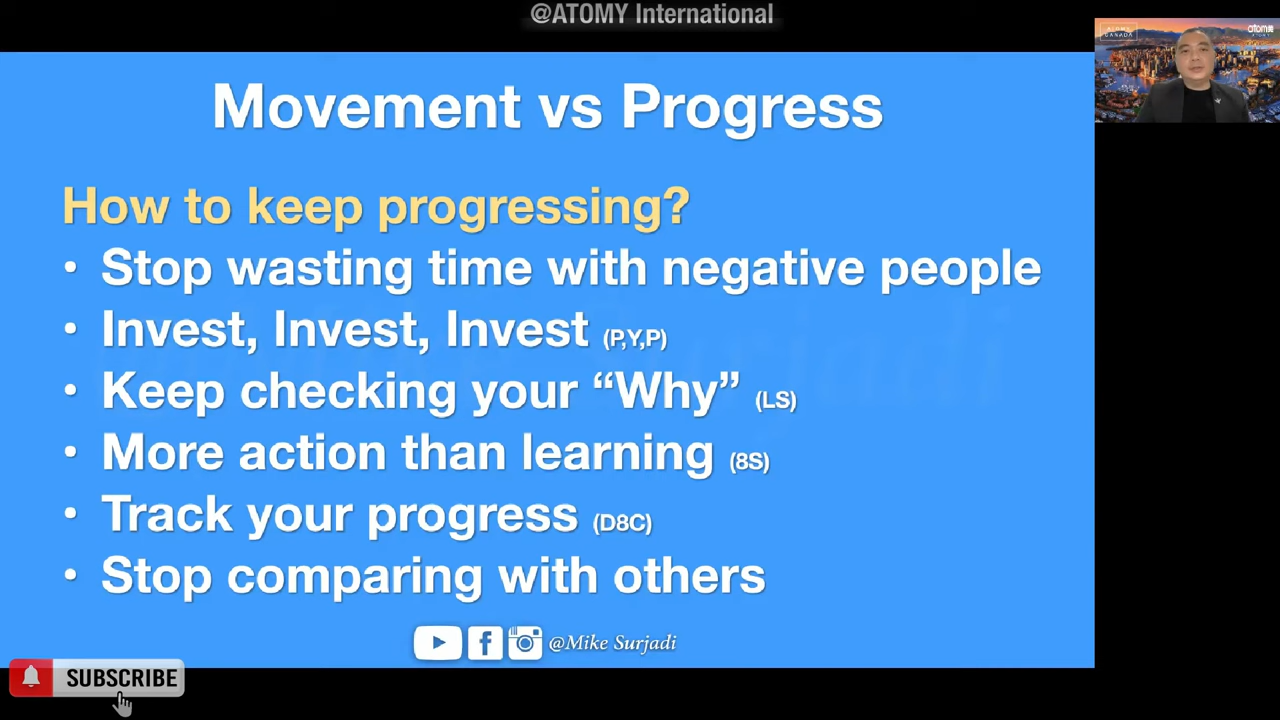 @ATOMY International
Movement vs Progress
How to keep progressing?
• Stop wasting time with negative people
• Invest, Invest, Invest (P,Y,P)
• Keep checking your “Why” (LS)
• More action than learning (8S)
• Track your progress (D8C)
• Stop comparing with others
@Mike Surjadi
SUBSCRIBE
CANADA